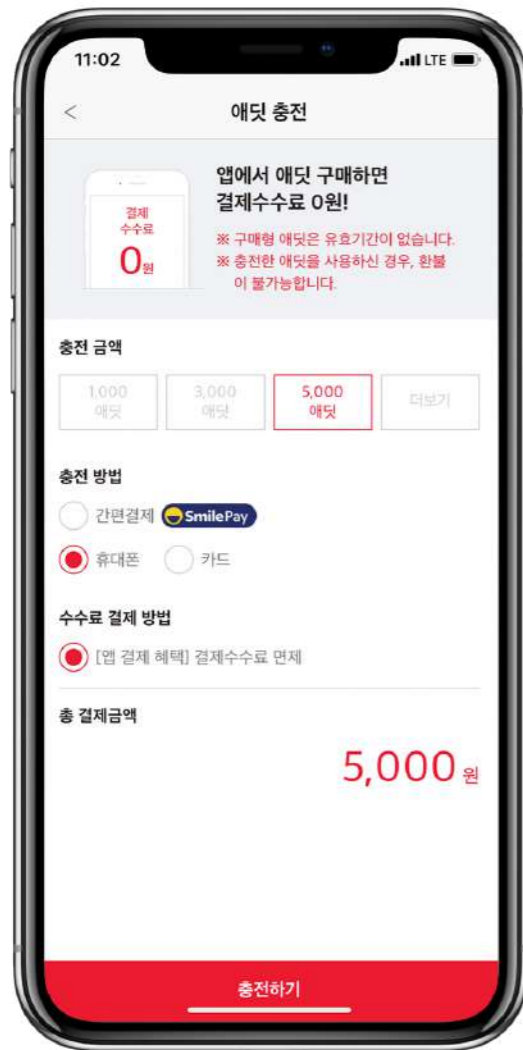 11:02
LTE
< 애딧 충전
결제
수수료
0원
앱에서 애딧 구매하면
결제수수료 0원!
※ 구매형 애딧은 유효기간이 없습니다.
※ 충전한 애딧을 사용하신 경우, 환불
이 불가능합니다.
충전 금액
1,000
애딧
3,000
애딧
5,000
애딧
더보기
충전 방법
간편결제 SmilePay
휴대폰 카드
수수료 결제 방법
[앱 결제 혜택] 결제수수료 면제
총 결제금액
5,000 원
충전하기